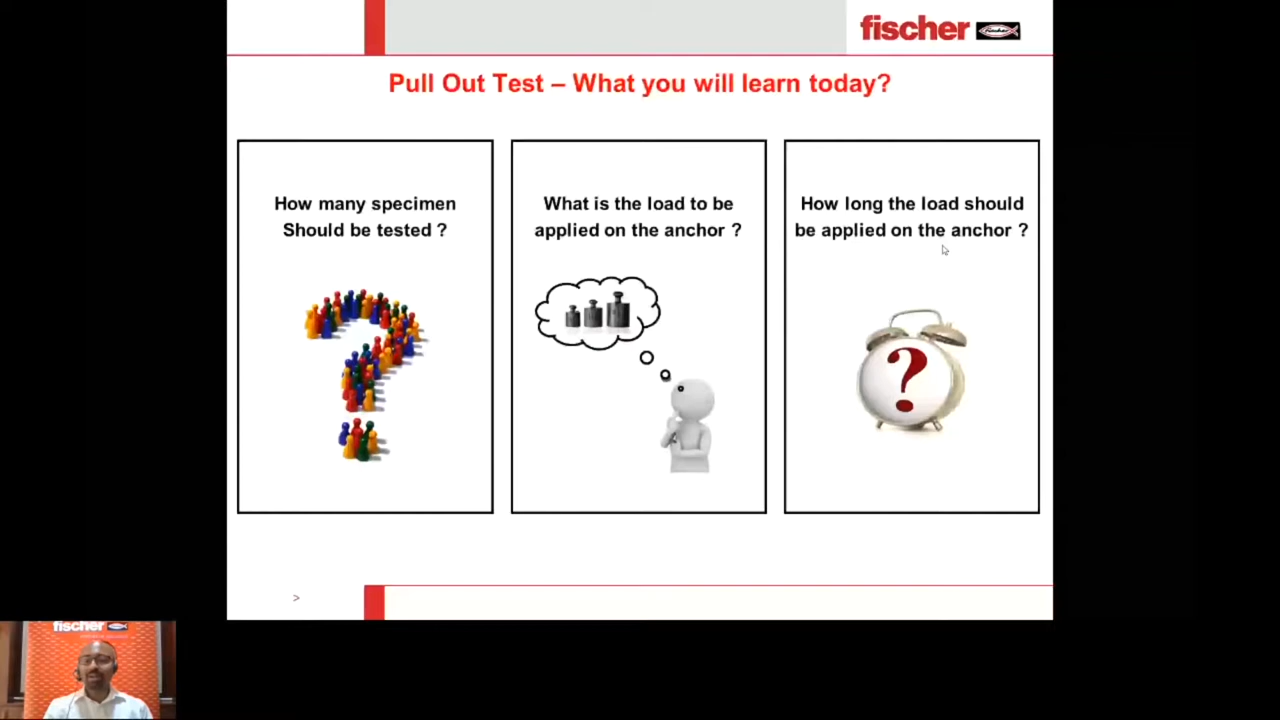 fischer
fischer
Pull Out Test – What you will learn today?
How many specimen
Should be tested ?
What is the load to be
applied on the anchor ?
How long the load should
be applied on the anchor ?
?
>
fischer